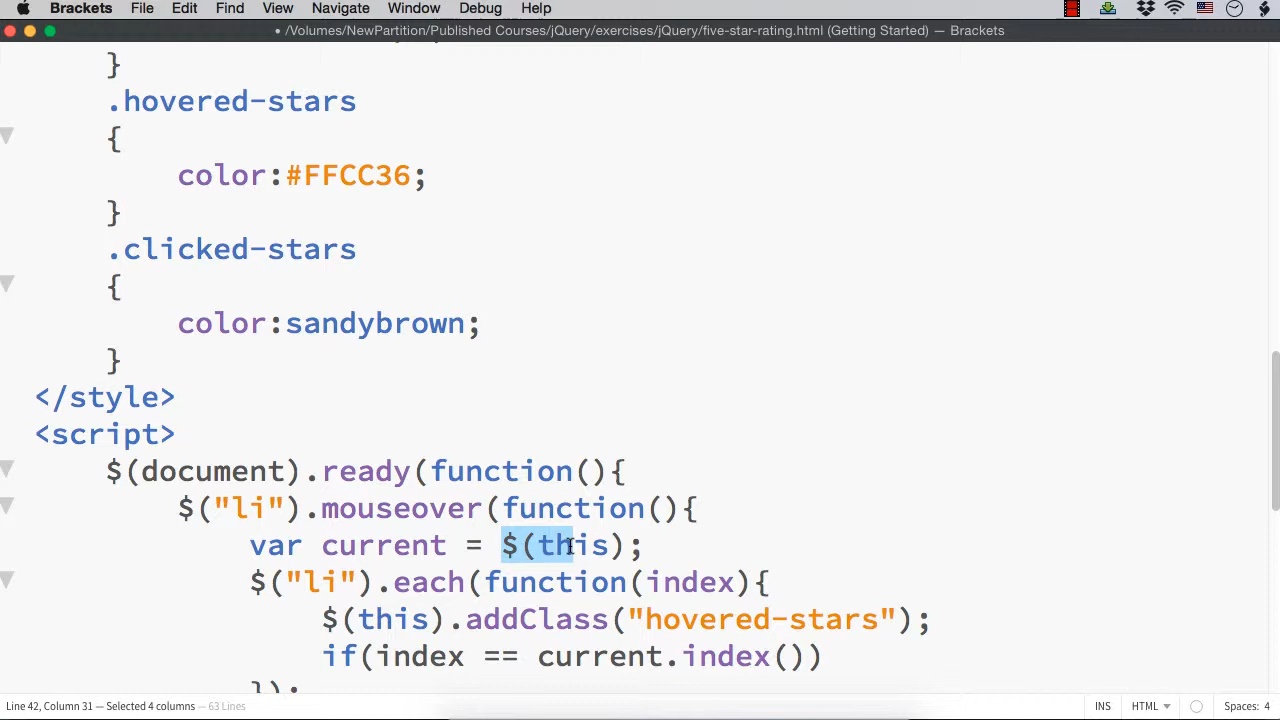 Brackets File Edit Find View Navigate Window Debug Help
• /Volumes/NewPartition/Published Courses/jQuery/exercises/jQuery/five-star-rating.html (Getting Started) — Brackets
}
.hovered-stars
{
color:#FFCC36;
}
.clicked-stars
{
color:sandybrown;
}
</style>
<script>
$(document).ready(function(){
$("li").mouseover(function(){
var current = $(this);
$("li").each(function(index){
$(this).addClass("hovered-stars");
if(index == current.index())
});
Line 42, Column 31 — Selected 4 columns — 63 Lines INS HTML Spaces: 4